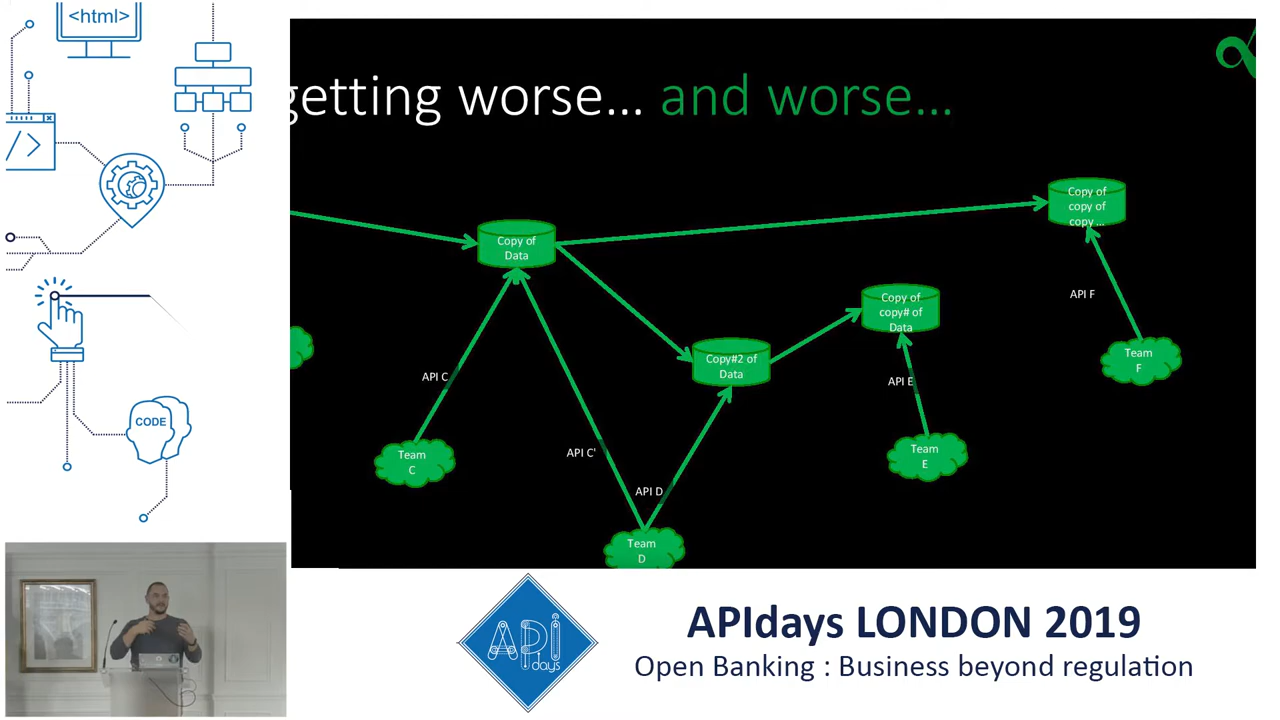 <html>
getting worse... and worse...
Copy of
copy of
copy ...
Copy of
Data
API F
Copy of
copy# of
Data
Copy#2 of
Data
Team
F
API C
API E
Team
C
API C'
Team
E
API D
Team
D
</>
CODE
API
days
APIdays LONDON 2019
Open Banking : Business beyond regulation